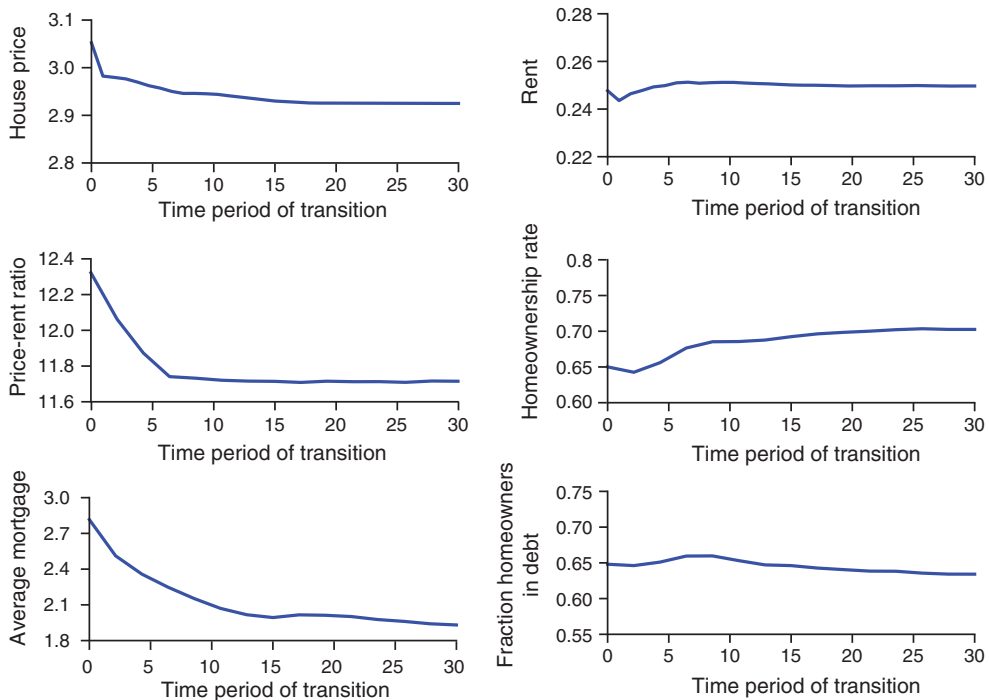 House price
3.1
3.0
2.9
2.8
0 5 10 15 20 25 30
Time period of transition
Rent
0.28
0.26
0.24
0.22
0 5 10 15 20 25 30
Time period of transition
Price-rent ratio
12.4
12.2
12.0
11.8
11.6
0 5 10 15 20 25 30
Time period of transition
Homeownership rate
0.8
0.75
0.70
0.65
0.60
0 5 10 15 20 25 30
Time period of transition
Average mortgage
3.0
2.7
2.4
2.1
1.8
0 5 10 15 20 25 30
Time period of transition
Fraction homeowners
in debt
0.75
0.70
0.65
0.60
0.55
0 5 10 15 20 25 30
Time period of transition